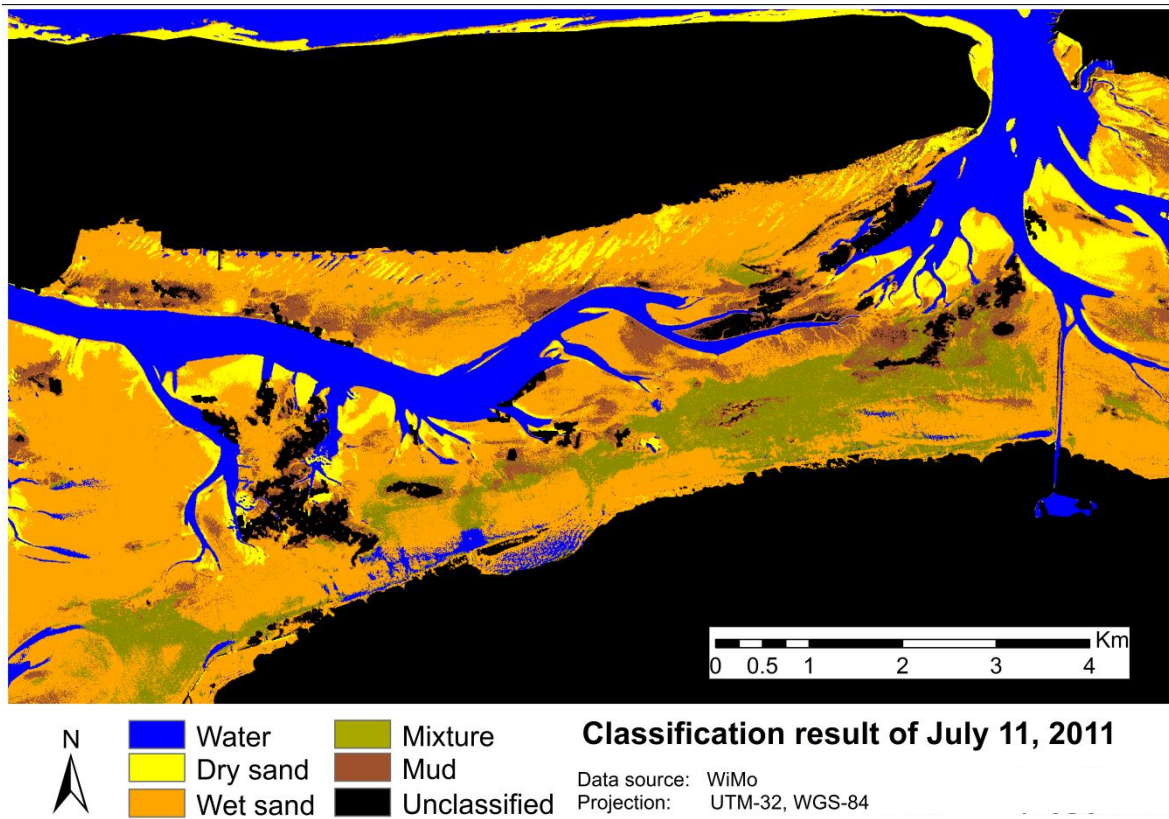 Km
0 0.5 1 2 3 4
N
Water
Dry sand
Wet sand
Mixture
Mud
Unclassified
Classification result of July 11, 2011
Data source: WiMo
Projection: UTM-32, WGS-84